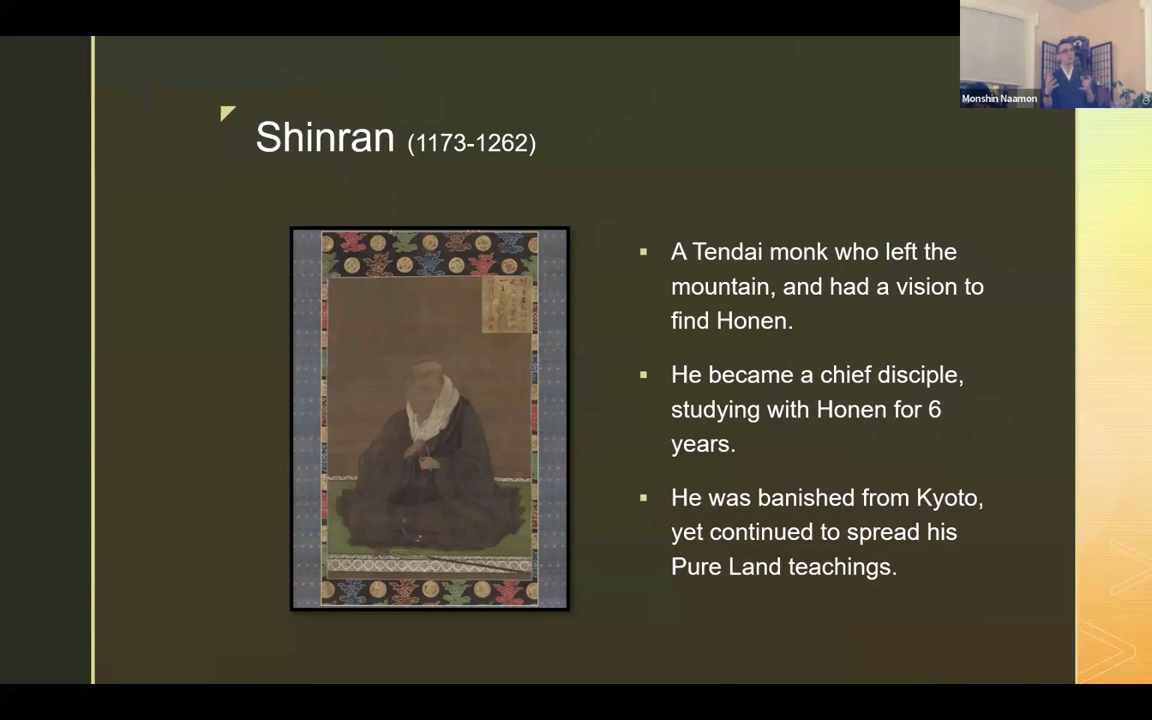 Monshin Naamon
Shinran (1173-1262)
▪ A Tendai monk who left the
mountain, and had a vision to
find Honen.
▪ He became a chief disciple,
studying with Honen for 6
years.
▪ He was banished from Kyoto,
yet continued to spread his
Pure Land teachings.